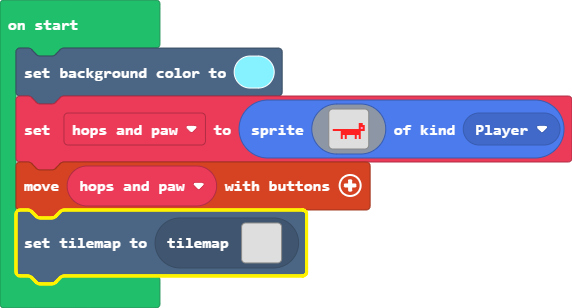 on start
set background color to
set hops and paw to sprite of kind Player
move hops and paw with buttons
set tilemap to tilemap